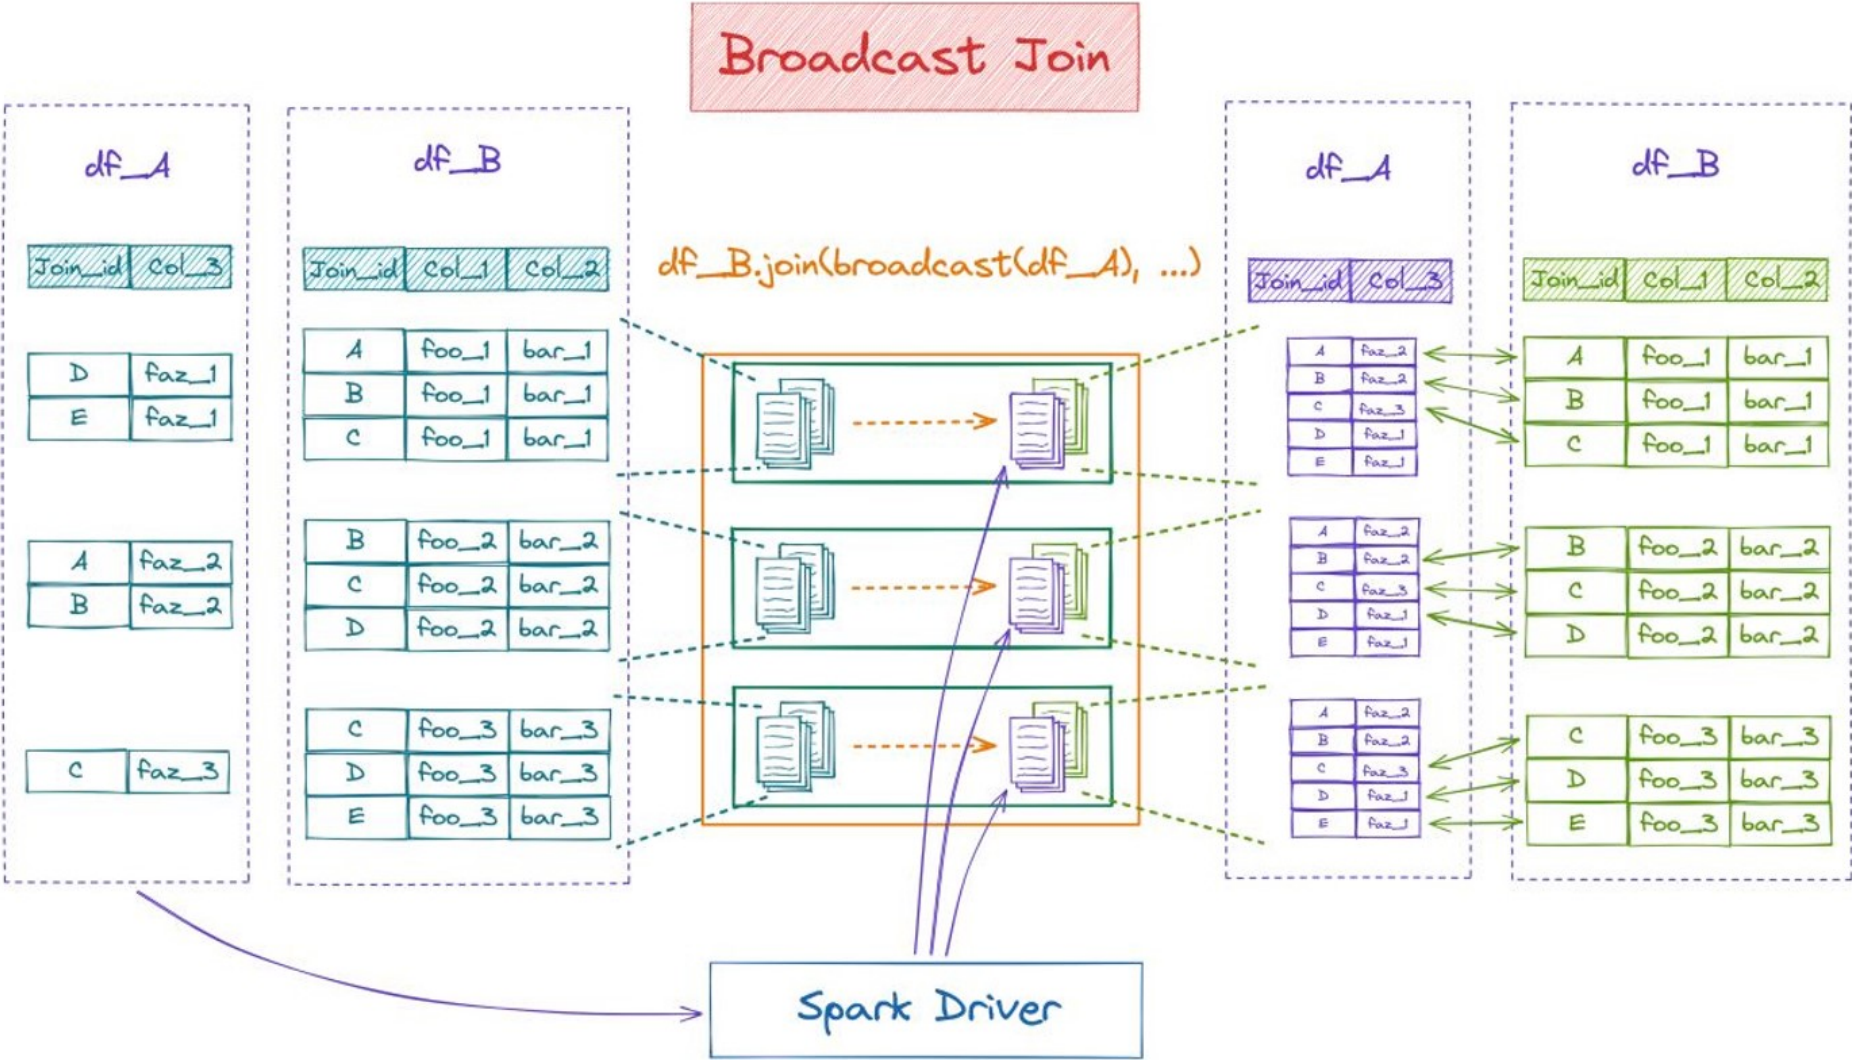 Broadcast Join
df_A
Join_id Col_3
D faz_1
E faz_1
A faz_2
B faz_2
C faz_3
df_B
Join_id Col_1 Col_2
A foo_1 bar_1
B foo_1 bar_1
C foo_1 bar_1
B foo_2 bar_2
C foo_2 bar_2
D foo_2 bar_2
C foo_3 bar_3
D foo_3 bar_3
E foo_3 bar_3
df_B.join(broadcast(df_A), ...)
Spark Driver
df_A
Join_id Col_3
A faz_2
B faz_2
C faz_3
D faz_1
E faz_1
A faz_2
B faz_2
C faz_3
D faz_1
E faz_1
A faz_2
B faz_2
C faz_3
D faz_1
E faz_1
df_B
Join_id Col_1 Col_2
A foo_1 bar_1
B foo_1 bar_1
C foo_1 bar_1
B foo_2 bar_2
C foo_2 bar_2
D foo_2 bar_2
C foo_3 bar_3
D foo_3 bar_3
E foo_3 bar_3